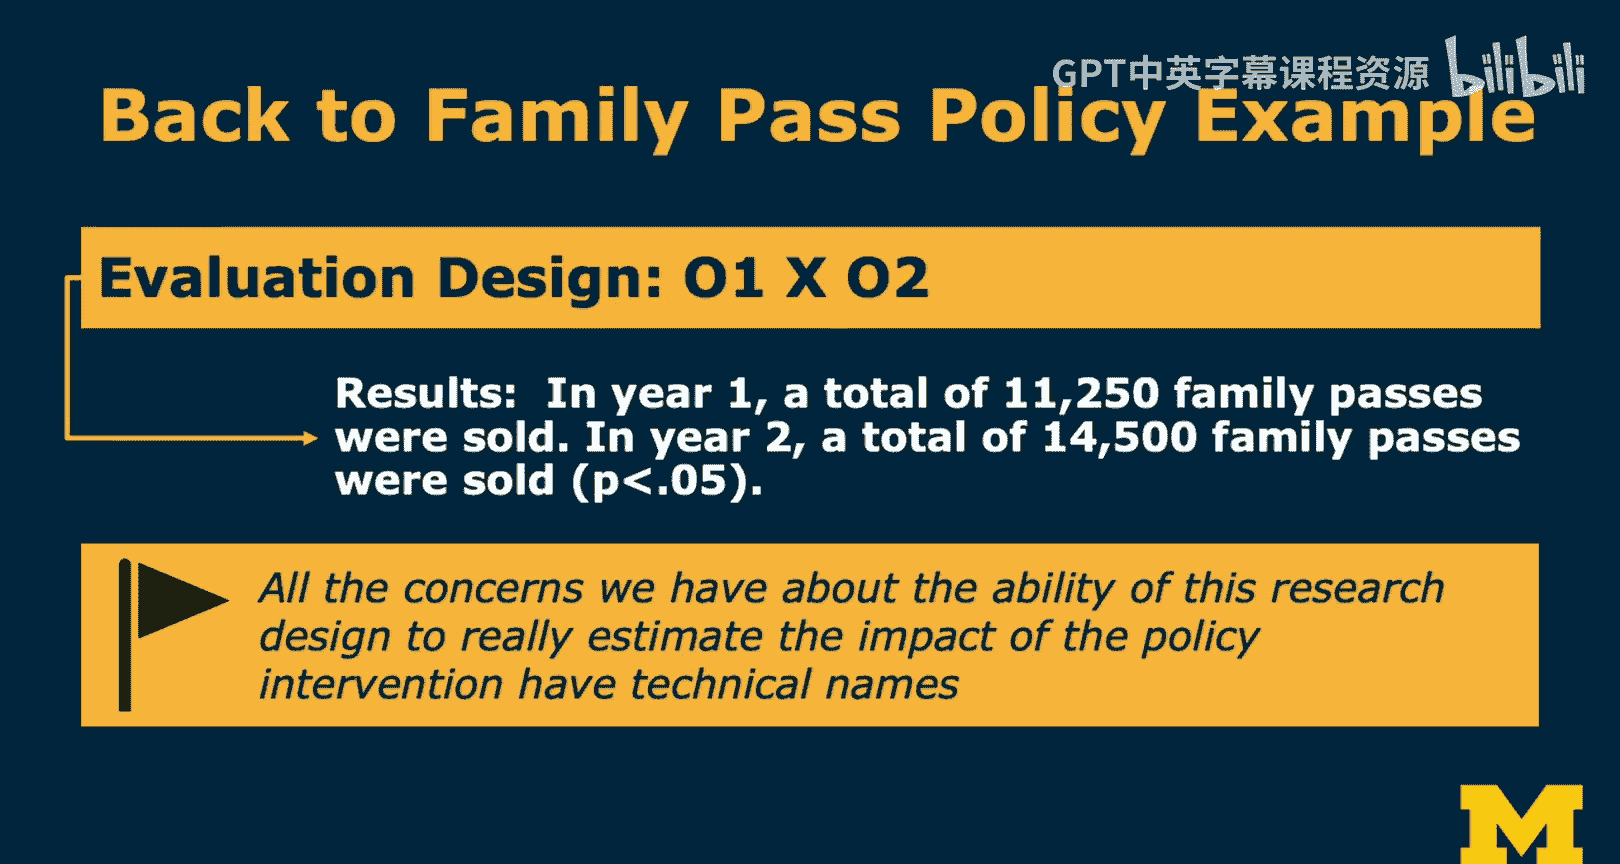 GPT中英字幕课程资源 bilibili
Back to Family Pass Policy Example
Evaluation Design: O1 X O2
Results:  In year 1, a total of 11,250 family passes
were sold. In year 2, a total of 14,500 family passes
were sold (p<.05).
All the concerns we have about the ability of this research
design to really estimate the impact of the policy
intervention have technical names
M